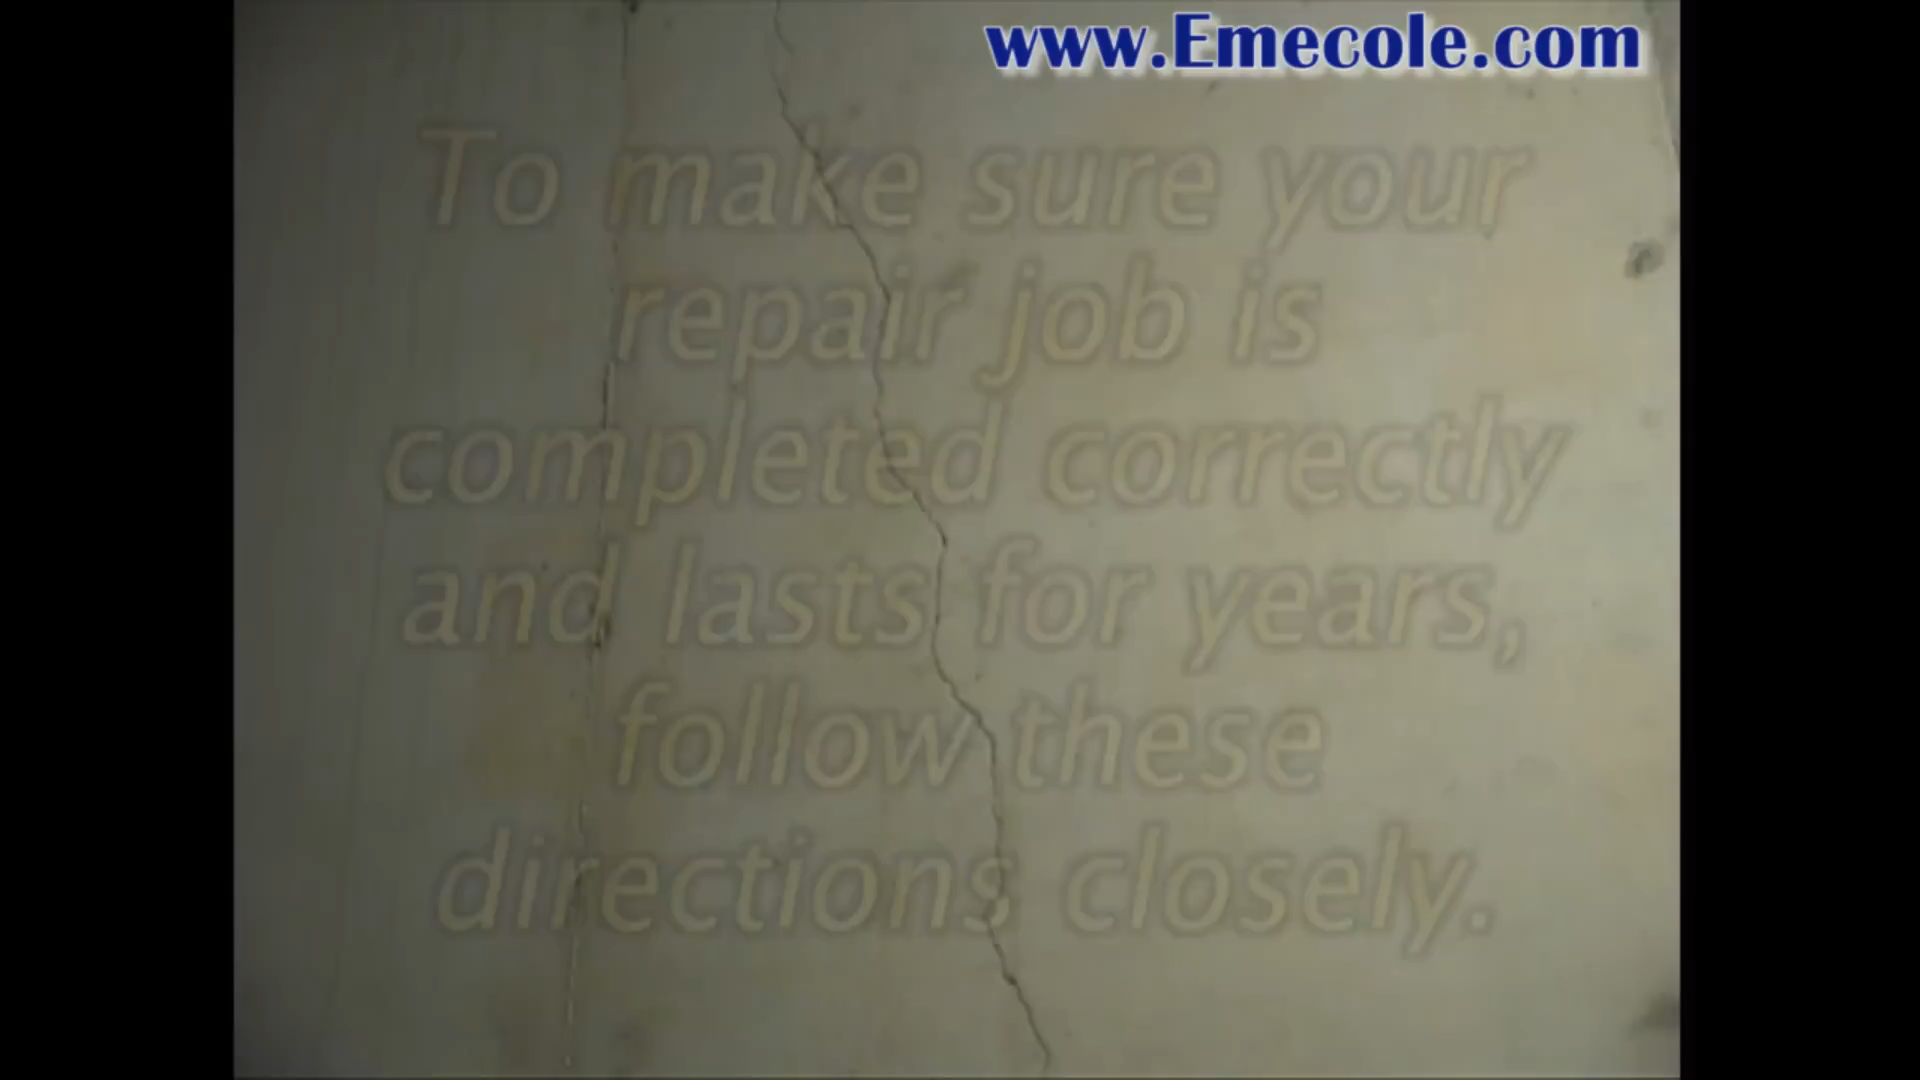 www.Emecole.com
To make sure your
repair job is
completed correctly
and lasts for years,
follow these
directions closely.